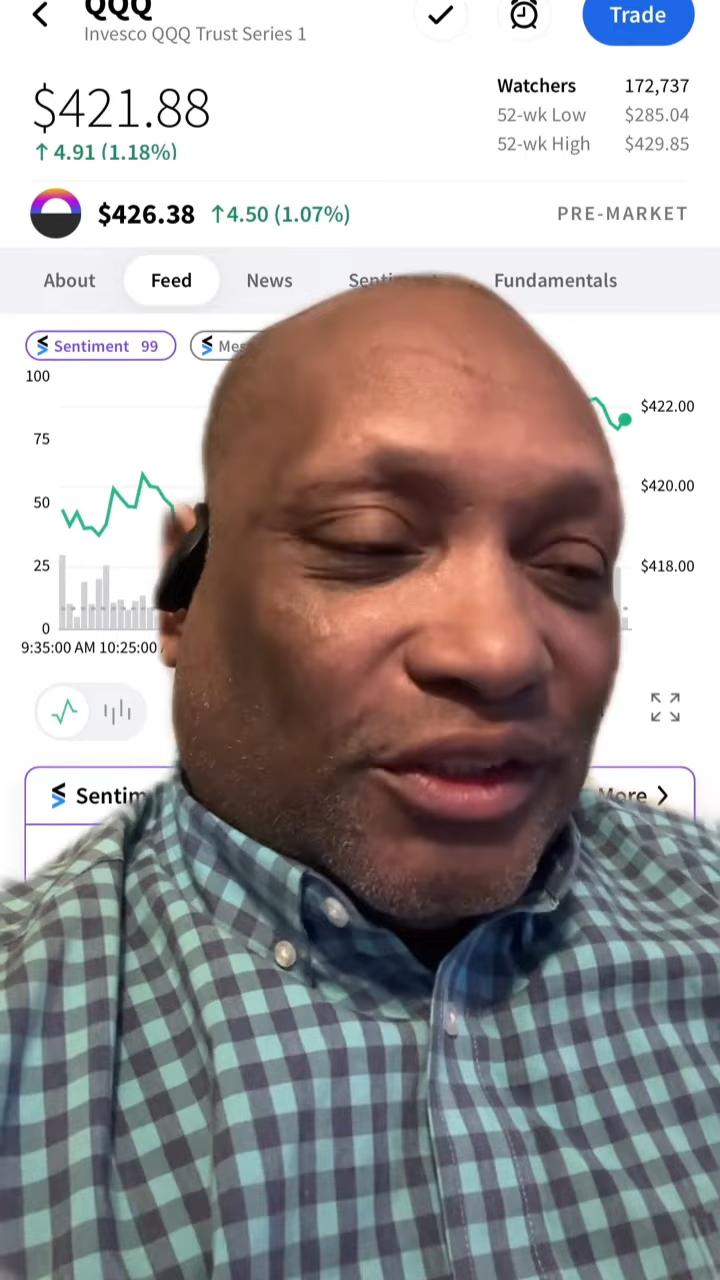 QQQ
Invesco QQQ Trust Series 1
Trade
$421.88
↑ 4.91 (1.18%)
Watchers 172,737
52-wk Low $285.04
52-wk High $429.85
$426.38 ↑4.50 (1.07%)
PRE-MARKET
About Feed News Fundamentals
Sentiment 99
100
75
50
25
0
$422.00
$420.00
$418.00
9:35:00 AM 10:25:00
More >